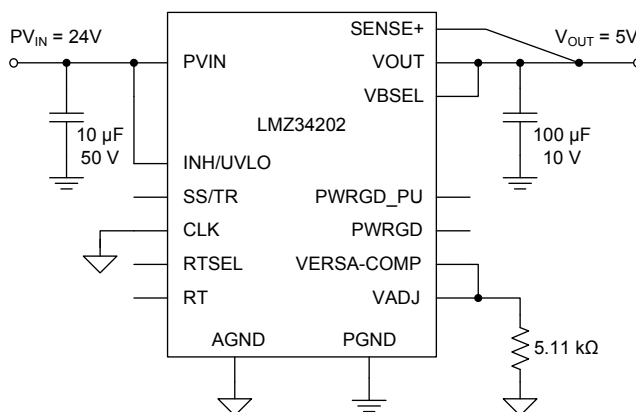 PVIN = 24V
SENSE+
VOUT = 5V
PVIN
VOUT
VBSEL
LMZ34202
10 µF
50 V
100 µF
10 V
INH/UVLO
SS/TR
PWRGD_PU
CLK
PWRGD
RTSEL
VERSA-COMP
RT
VADJ
AGND
PGND
5.11 kΩ